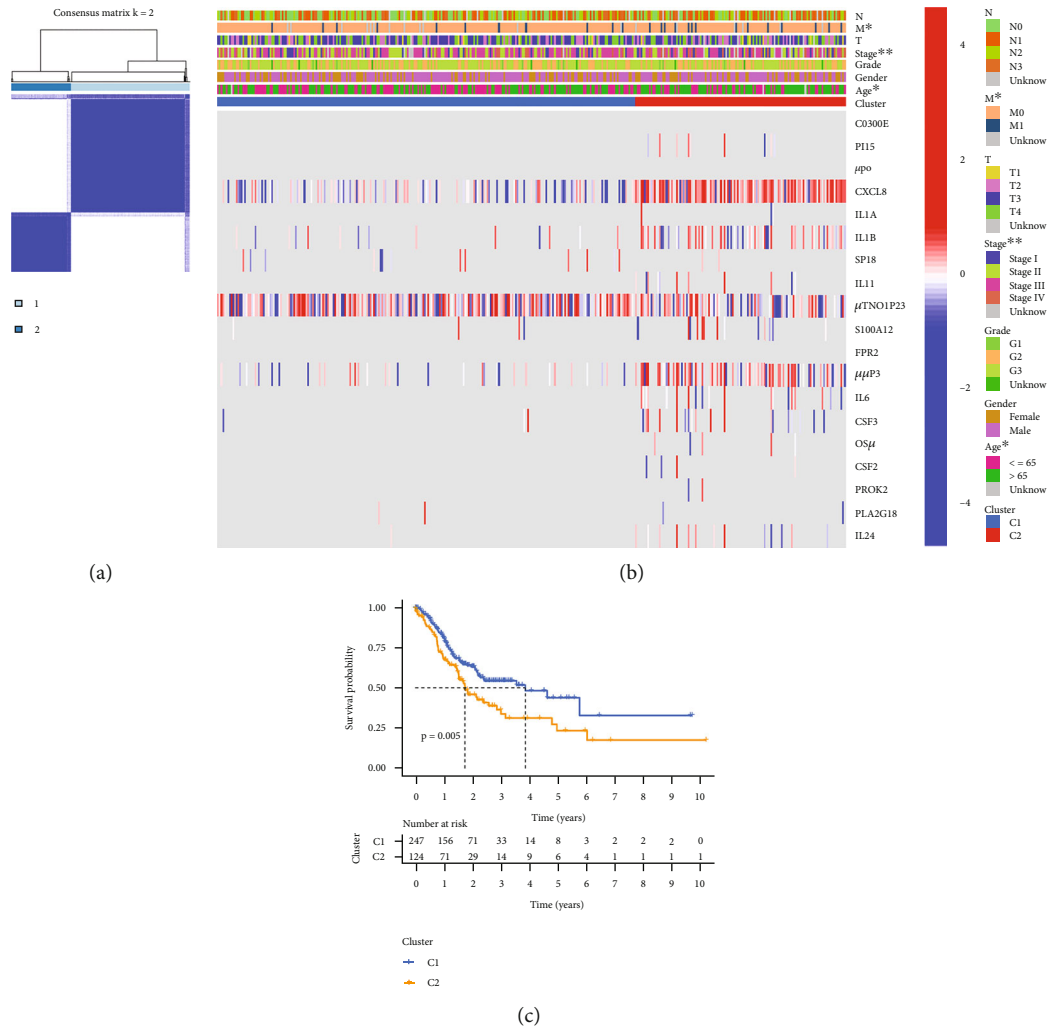 Consensus matrix k = 2
1
2
(a)
N
M*
T
Stage**
Grade
Gender
Age*
Cluster
C0300E
PI15
μpo
CXCL8
IL1A
IL1B
SP18
IL11
μTNO1P23
S100A12
FPR2
μμP3
IL6
CSF3
OSμ
CSF2
PROK2
PLA2G18
IL24
4
2
0
−2
−4
N
N0
N1
N2
N3
Unknow
M*
M0
M1
Unknow
T
T1
T2
T3
T4
Unknow
Stage**
Stage I
Stage II
Stage III
Stage IV
Unknow
Grade
G1
G2
G3
Unknow
Gender
Female
Male
Age*
< = 65
> 65
Unknow
Cluster
C1
C2
(b)
Survival probability
1.00
0.75
0.50
0.25
0.00
p = 0.005
0 1 2 3 4 5 6 7 8 9 10
Time (years)
Number at risk
Cluster
C1 247 156 71 33 14 8 3 2 2 2 0
C2 124 71 29 14 9 6 4 1 1 1 1
0 1 2 3 4 5 6 7 8 9 10
Time (years)
Cluster
C1
C2
(c)